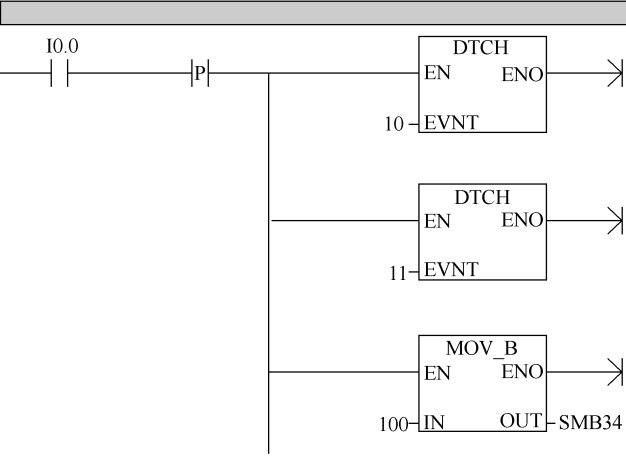 I0.0
P
DTCH
EN ENO
10 EVNT
DTCH
EN ENO
11 EVNT
MOV_B
EN ENO
100 IN OUT SMB34